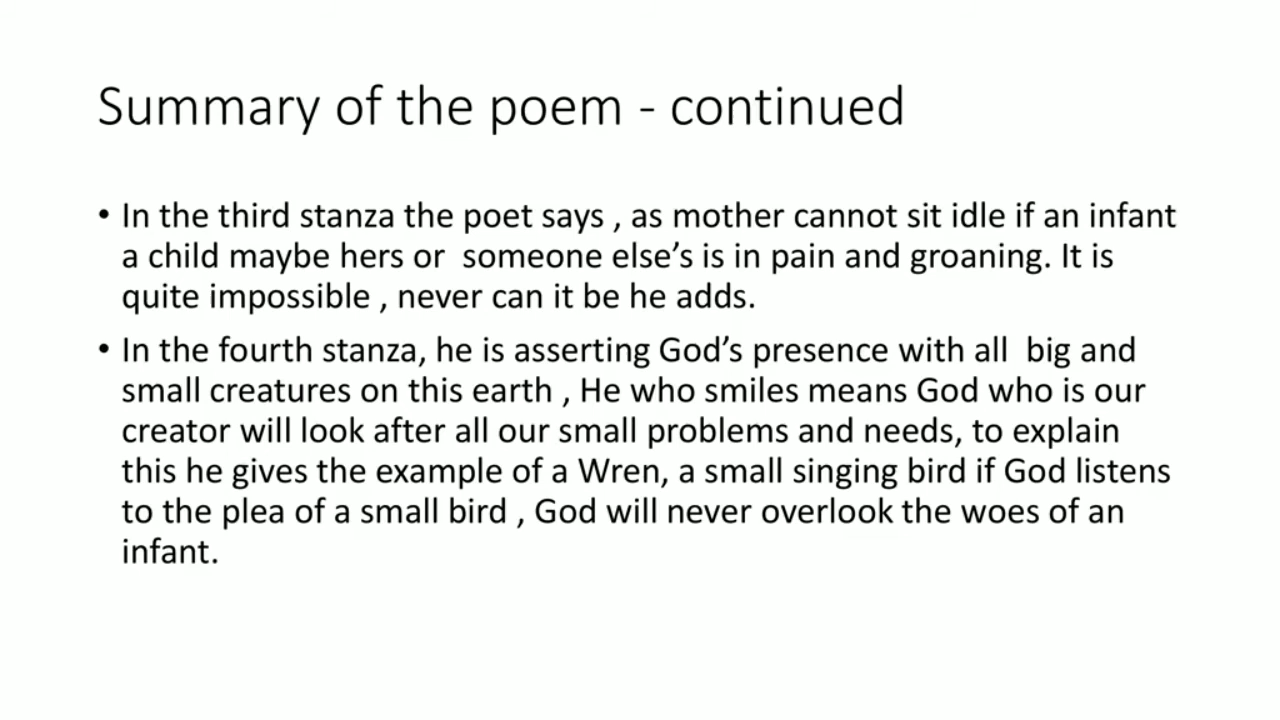 Summary of the poem - continued
• In the third stanza the poet says , as mother cannot sit idle if an infant
a child maybe hers or  someone else’s is in pain and groaning. It is
quite impossible , never can it be he adds.
• In the fourth stanza, he is asserting God’s presence with all  big and
small creatures on this earth , He who smiles means God who is our
creator will look after all our small problems and needs, to explain
this he gives the example of a Wren, a small singing bird if God listens
to the plea of a small bird , God will never overlook the woes of an
infant.